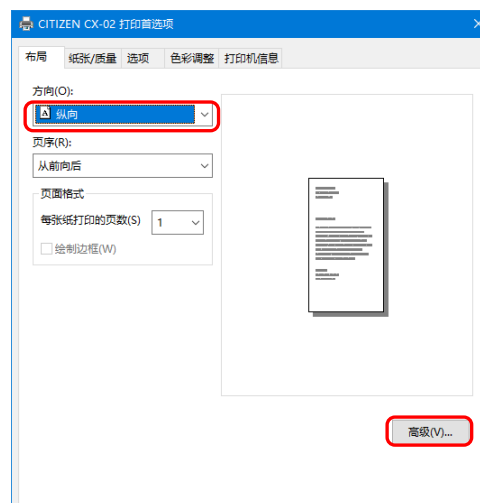 CITIZEN CX-02 打印首选项
布局 纸张/质量 选项 色彩调整 打印机信息
方向(O):
A 纵向
页序(R):
从前向后
页面格式
每张纸打印的页数(S) 1
绘制边框(W)
高级(V)...